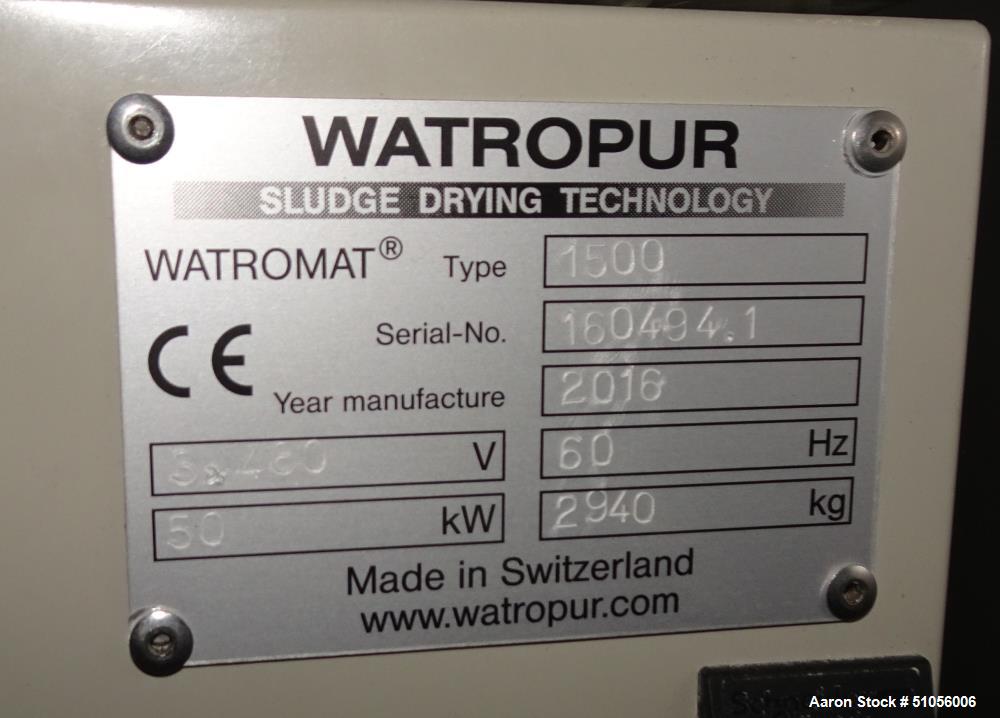 WATROPUR
SLUDGE DRYING TECHNOLOGY
WATROMAT® Type 1500
Serial-No. 160494.1
CE
Year manufacture 2016
3x480 V 60 Hz
50 kW 2940 kg
Made in Switzerland
www.watropur.com
Aaron Stock # 51056006